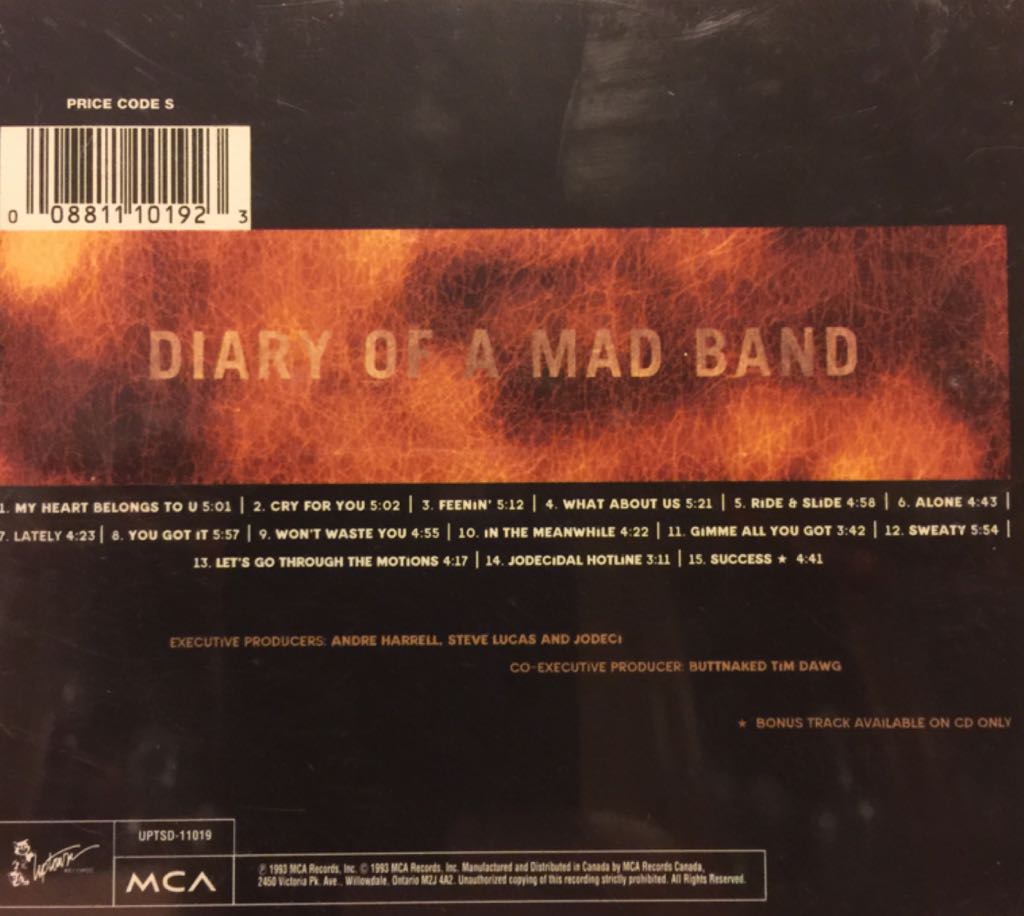 PRICE CODE S
0 08811 10192 3
DIARY OF A MAD BAND
1. MY HEART BELONGS TO U 5:01 | 2. CRY FOR YOU 5:02 | 3. FEENIN' 5:12 | 4. WHAT ABOUT US 5:21 | 5. RIDE & SLIDE 4:58 | 6. ALONE 4:43 |
7. LATELY 4:23 | 8. YOU GOT IT 5:57 | 9. WON'T WASTE YOU 4:55 | 10. IN THE MEANWHILE 4:22 | 11. GIMME ALL YOU GOT 3:42 | 12. SWEATY 5:54 |
13. LET'S GO THROUGH THE MOTIONS 4:17 | 14. JODECIDAL HOTLINE 3:11 | 15. SUCCESS ★ 4:41
EXECUTIVE PRODUCERS: ANDRE HARRELL, STEVE LUCAS AND JODECI
CO-EXECUTIVE PRODUCER: BUTTNAKED TIM DAWG
★ BONUS TRACK AVAILABLE ON CD ONLY
Uptown
RECORDS
UPTSD-11019
MCA
℗ 1993 MCA Records, Inc. © 1993 MCA Records, Inc. Manufactured and Distributed in Canada by MCA Records Canada,
2450 Victoria Pk. Ave., Willowdale, Ontario M2J 4A2. Unauthorized copying of this recording strictly prohibited. All Rights Reserved.